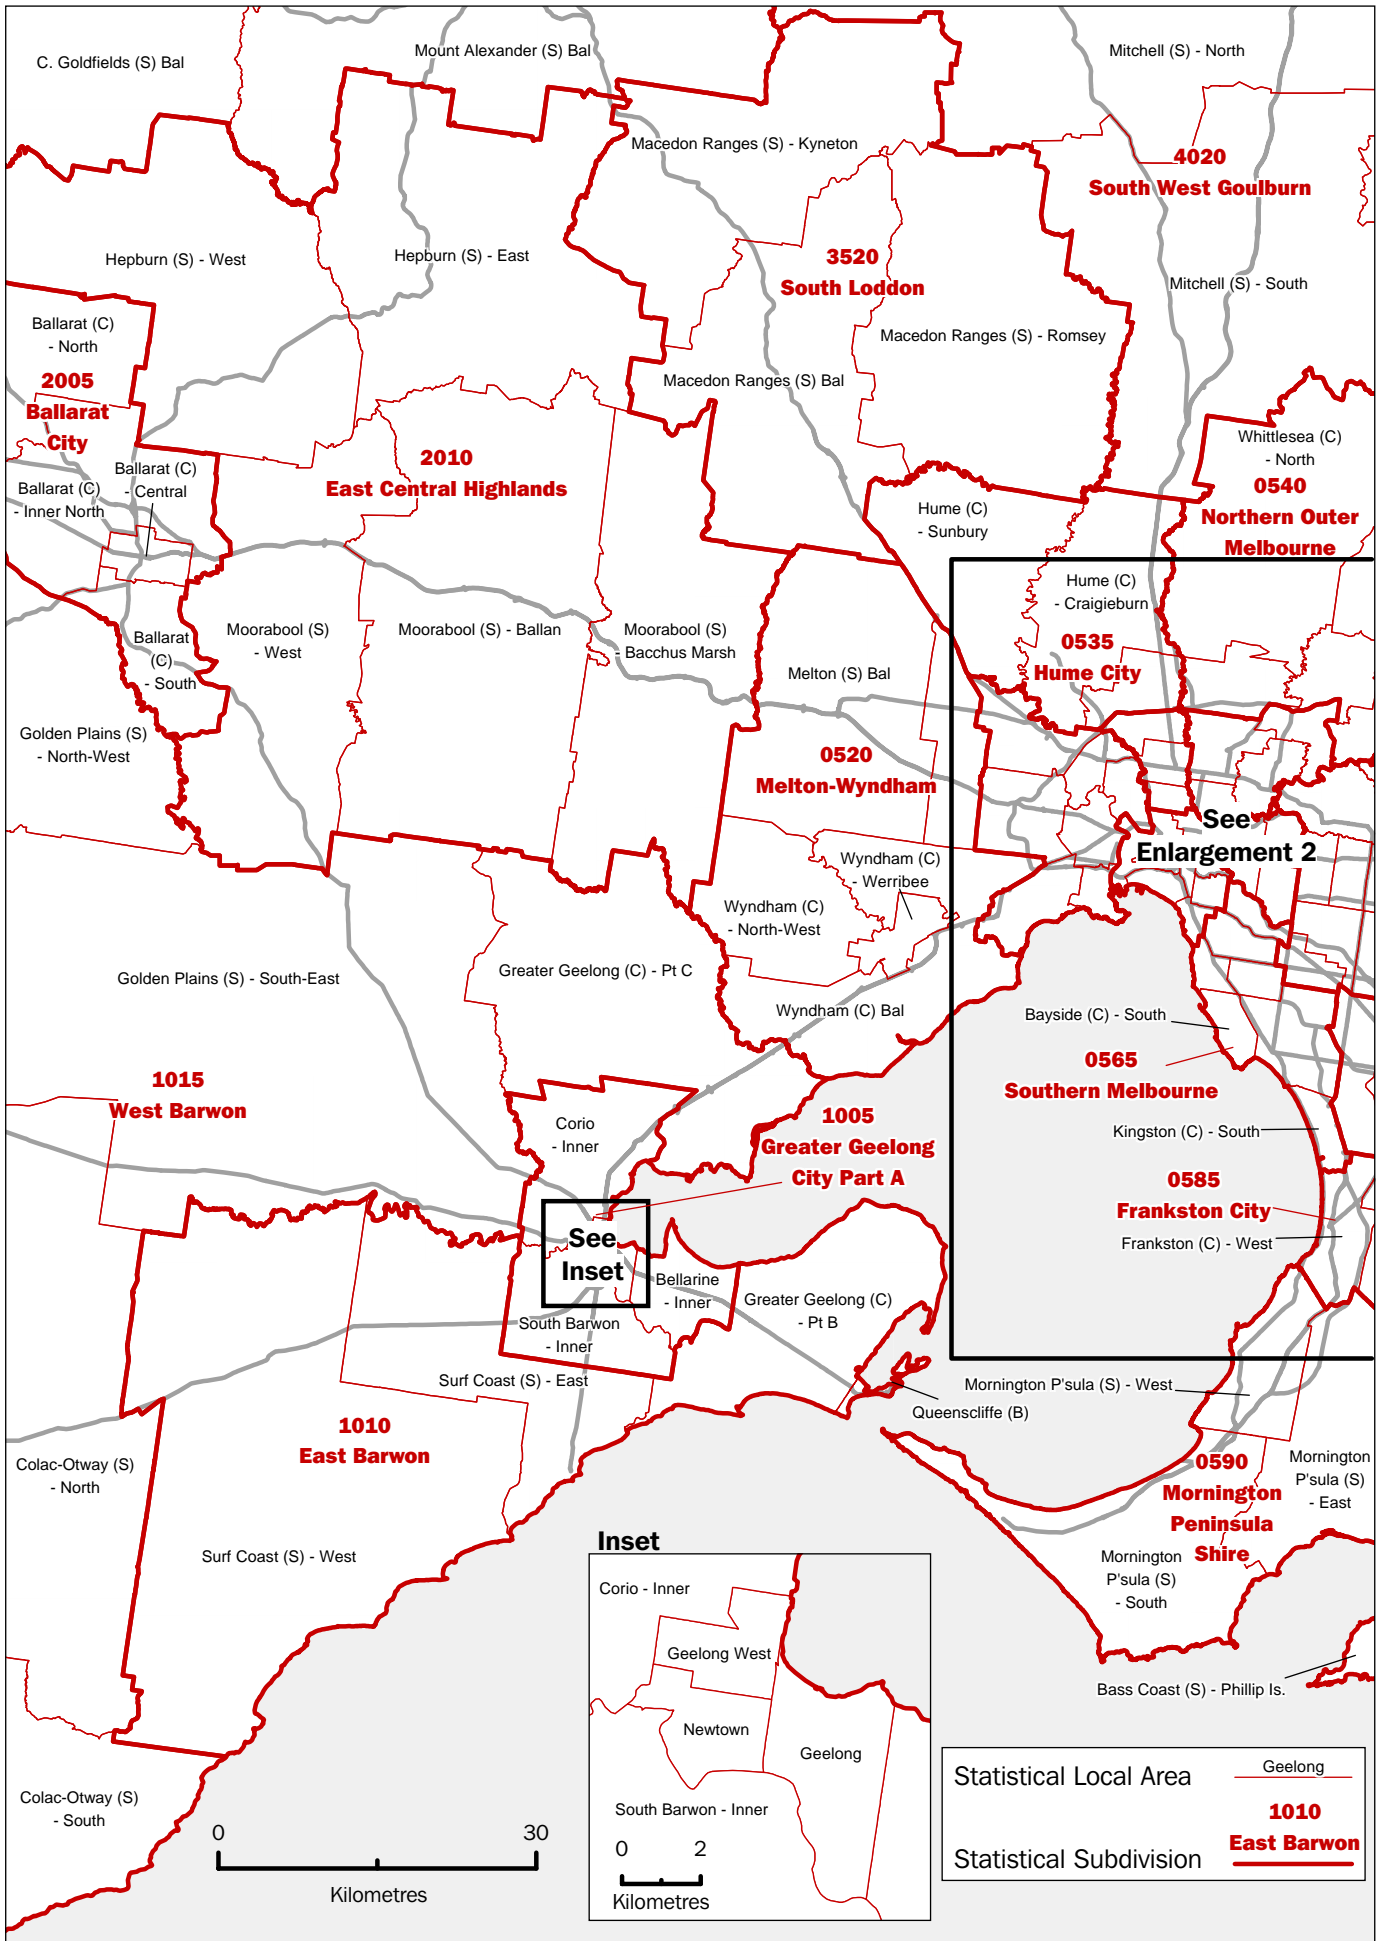 C. Goldfields (S) Bal
Mount Alexander (S) Bal
Mitchell (S) - North
Macedon Ranges (S) - Kyneton
4020
South West Goulburn
Hepburn (S) - West
Hepburn (S) - East
3520
South Loddon
Mitchell (S) - South
Ballarat (C)
- North
Macedon Ranges (S) - Romsey
2005
Ballarat
City
Macedon Ranges (S) Bal
Whittlesea (C)
- North
2010
East Central Highlands
Ballarat (C)
- Central
Ballarat (C)
- Inner North
0540
Northern Outer
Melbourne
Hume (C)
- Sunbury
Hume (C)
- Craigieburn
0535
Hume City
Ballarat
(C)
- South
Moorabool (S)
- West
Moorabool (S) - Ballan
Moorabool (S)
- Bacchus Marsh
Melton (S) Bal
Golden Plains (S)
- North-West
0520
Melton-Wyndham
See
Enlargement 2
Wyndham (C)
- Werribee
Wyndham (C)
- North-West
Golden Plains (S) - South-East
Greater Geelong (C) - Pt C
Wyndham (C) Bal
Bayside (C) - South
0565
Southern Melbourne
1015
West Barwon
Corio
- Inner
1005
Greater Geelong
City Part A
Kingston (C) - South
0585
Frankston City
Frankston (C) - West
See
Inset
Bellarine
- Inner
Greater Geelong (C)
- Pt B
South Barwon
- Inner
Surf Coast (S) - East
Mornington P'sula (S) - West
Queenscliffe (B)
1010
East Barwon
Colac-Otway (S)
- North
0590
Mornington
Peninsula
Shire
Mornington
P'sula (S)
- East
Surf Coast (S) - West
Mornington
P'sula (S)
- South
Bass Coast (S) - Phillip Is.
Inset
Corio - Inner
Geelong West
Newtown
Geelong
South Barwon - Inner
0 2
Kilometres
Colac-Otway (S)
- South
0 30
Kilometres
Statistical Local Area
Geelong
1010
East Barwon
Statistical Subdivision